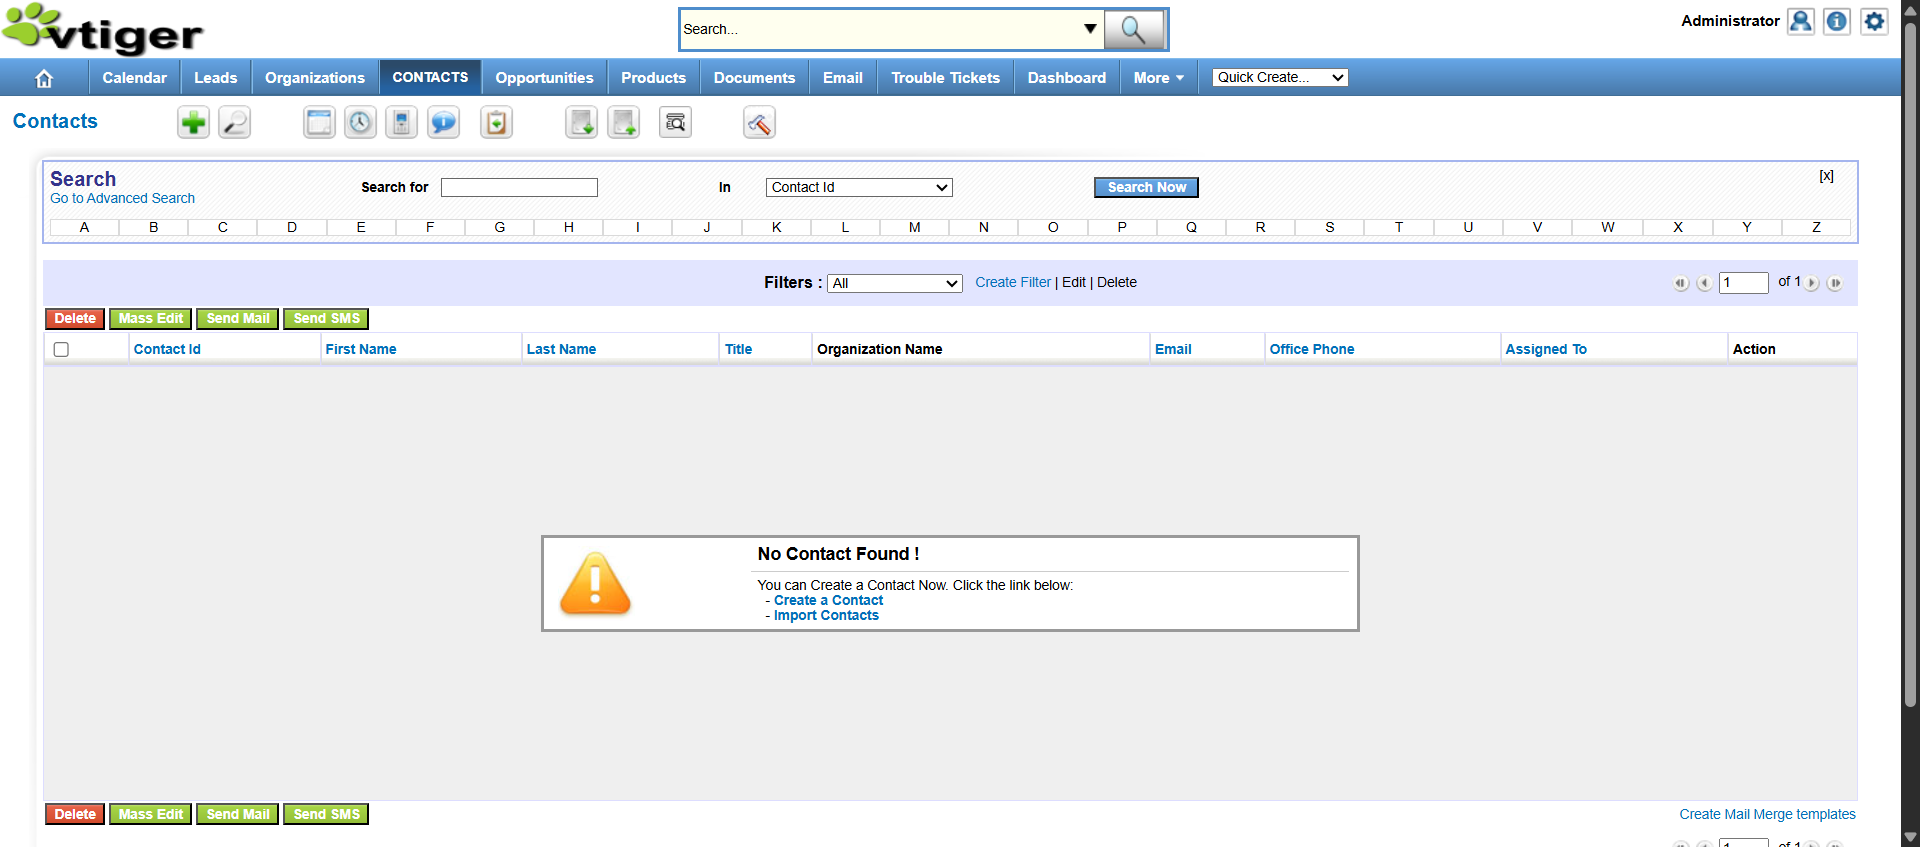 vtiger
Search...
Administrator
Calendar Leads Organizations CONTACTS Opportunities Products Documents Email Trouble Tickets Dashboard More Quick Create...
Contacts
Search
Go to Advanced Search
Search for In Contact Id Search Now [x]
A B C D E F G H I J K L M N O P Q R S T U V W X Y Z
Filters : All Create Filter | Edit | Delete 1 of 1
Delete Mass Edit Send Mail Send SMS
Contact Id First Name Last Name Title Organization Name Email Office Phone Assigned To Action
No Contact Found !
You can Create a Contact Now. Click the link below:
- Create a Contact
- Import Contacts
Delete Mass Edit Send Mail Send SMS Create Mail Merge templates
1 of 1